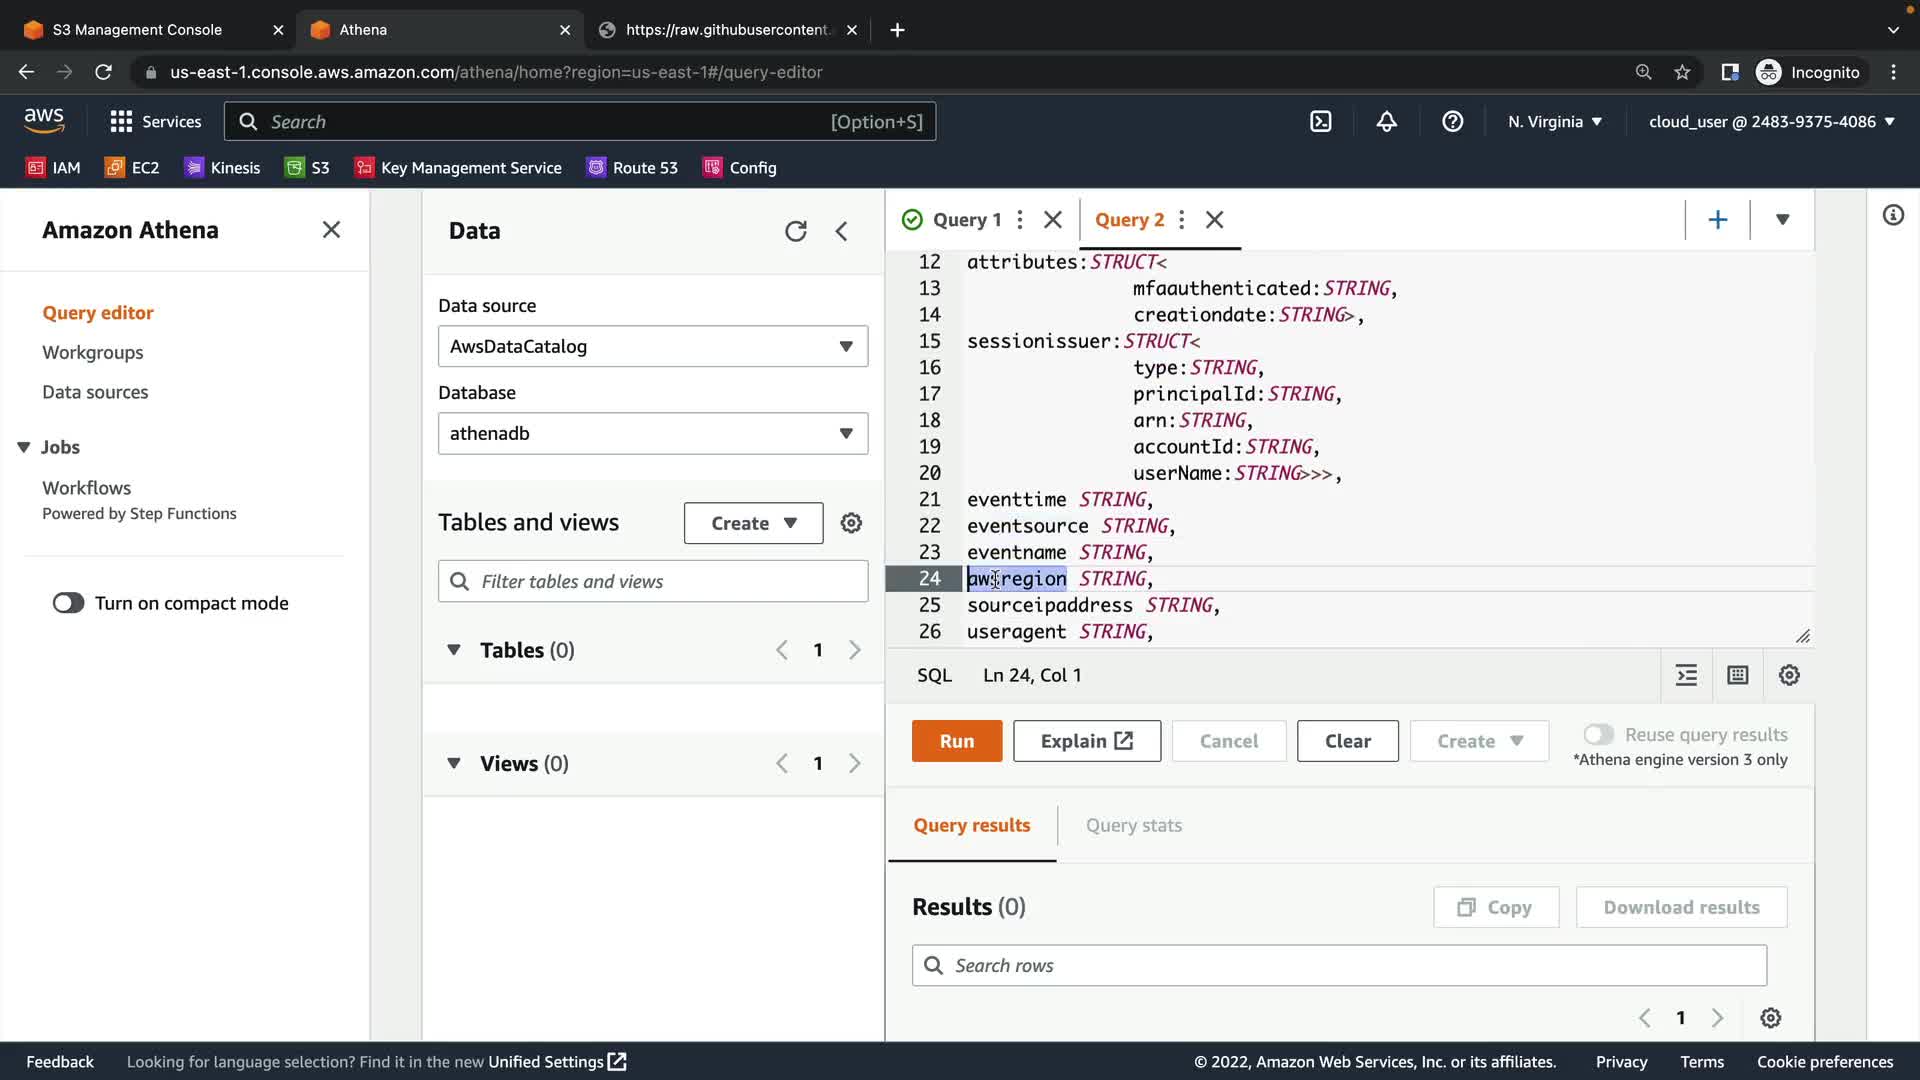 S3 Management Console
Athena
https://raw.githubusercontent.
us-east-1.console.aws.amazon.com/athena/home?region=us-east-1#/query-editor
Incognito
aws
Services
Search
[Option+S]
N. Virginia
cloud_user @ 2483-9375-4086
IAM
EC2
Kinesis
S3
Key Management Service
Route 53
Config
Amazon Athena
Query editor
Workgroups
Data sources
Jobs
Workflows
Powered by Step Functions
Turn on compact mode
Data
Data source
AwsDataCatalog
Database
athenadb
Tables and views
Create
Filter tables and views
Tables (0)
1
Views (0)
1
Query 1
Query 2
12 attributes:STRUCT<
13 mfaauthenticated:STRING,
14 creationdate:STRING>,
15 sessionissuer:STRUCT<
16 type:STRING,
17 principalId:STRING,
18 arn:STRING,
19 accountId:STRING,
20 userName:STRING>>>,
21 eventtime STRING,
22 eventsource STRING,
23 eventname STRING,
24 awsregion STRING,
25 sourceipaddress STRING,
26 useragent STRING,
SQL
Ln 24, Col 1
Run
Explain
Cancel
Clear
Create
Reuse query results
*Athena engine version 3 only
Query results
Query stats
Results (0)
Copy
Download results
Search rows
1
Feedback
Looking for language selection? Find it in the new Unified Settings
© 2022, Amazon Web Services, Inc. or its affiliates.
Privacy
Terms
Cookie preferences